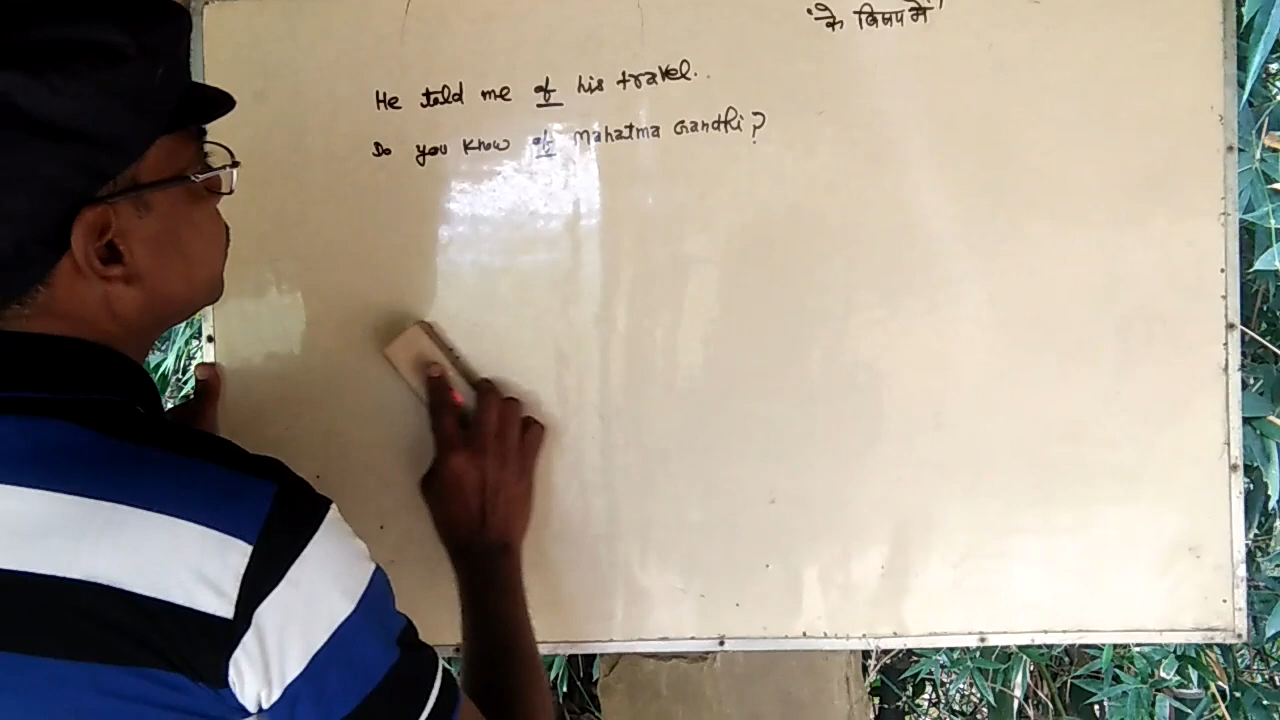 'के विषय में'
He told me of his travel.
Do you know of Mahatma Gandhi?